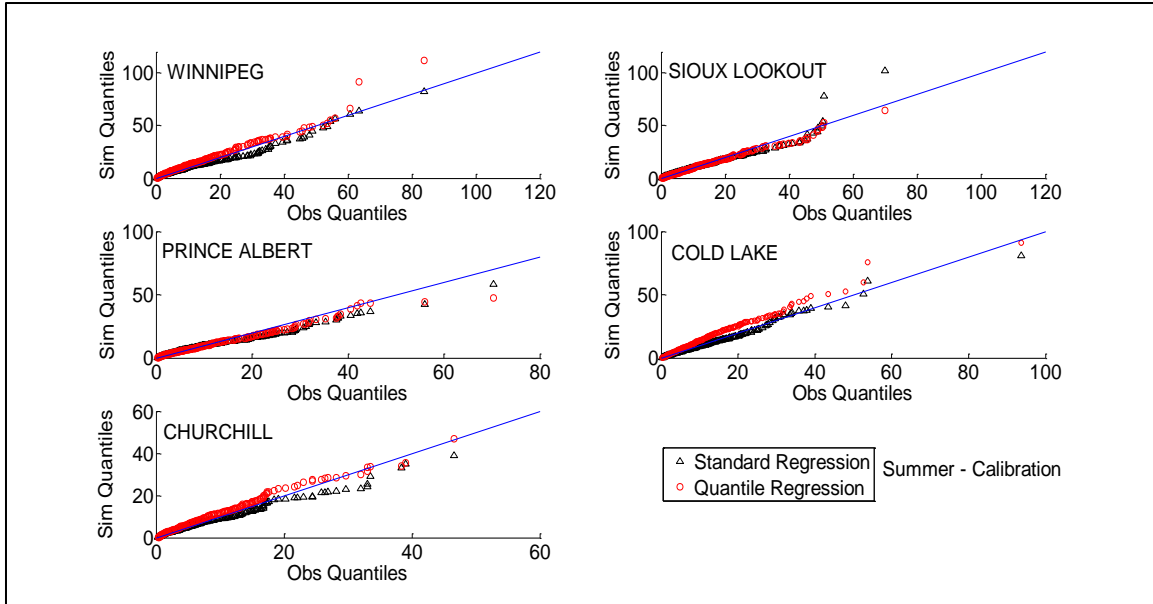 Sim Quantiles
100
50
0
WINNIPEG
0 20 40 60 80 100 120
Obs Quantiles
Sim Quantiles
100
50
0
SIOUX LOOKOUT
0 20 40 60 80 100 120
Obs Quantiles
Sim Quantiles
100
50
0
PRINCE ALBERT
0 20 40 60 80
Obs Quantiles
Sim Quantiles
100
50
0
COLD LAKE
0 20 40 60 80 100
Obs Quantiles
Sim Quantiles
60
40
20
0
CHURCHILL
0 20 40 60
Obs Quantiles
Standard Regression
Quantile Regression
Summer - Calibration